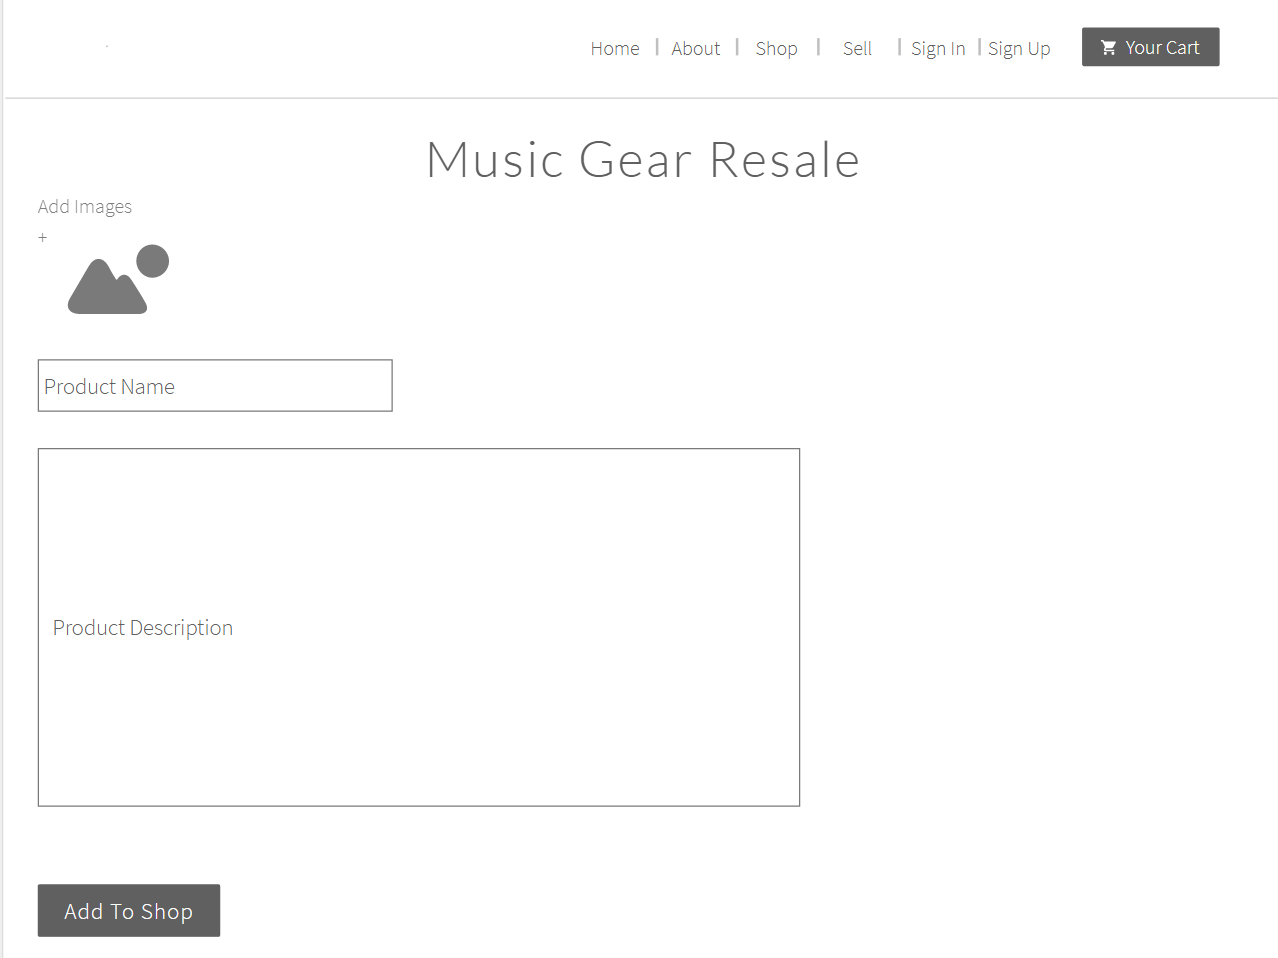 Home | About | Shop | Sell | Sign In | Sign Up Your Cart
Music Gear Resale
Add Images
+
Product Name
Product Description
Add To Shop